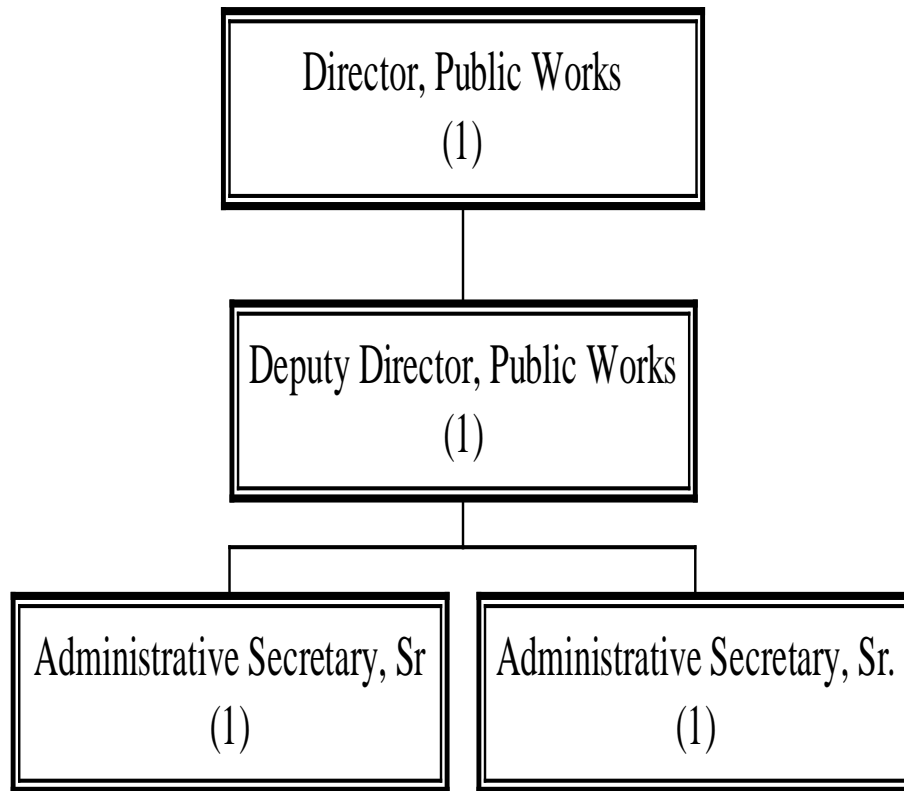 Director, Public Works
(1)
Deputy Director, Public Works
(1)
Administrative Secretary, Sr
(1)
Administrative Secretary, Sr.
(1)